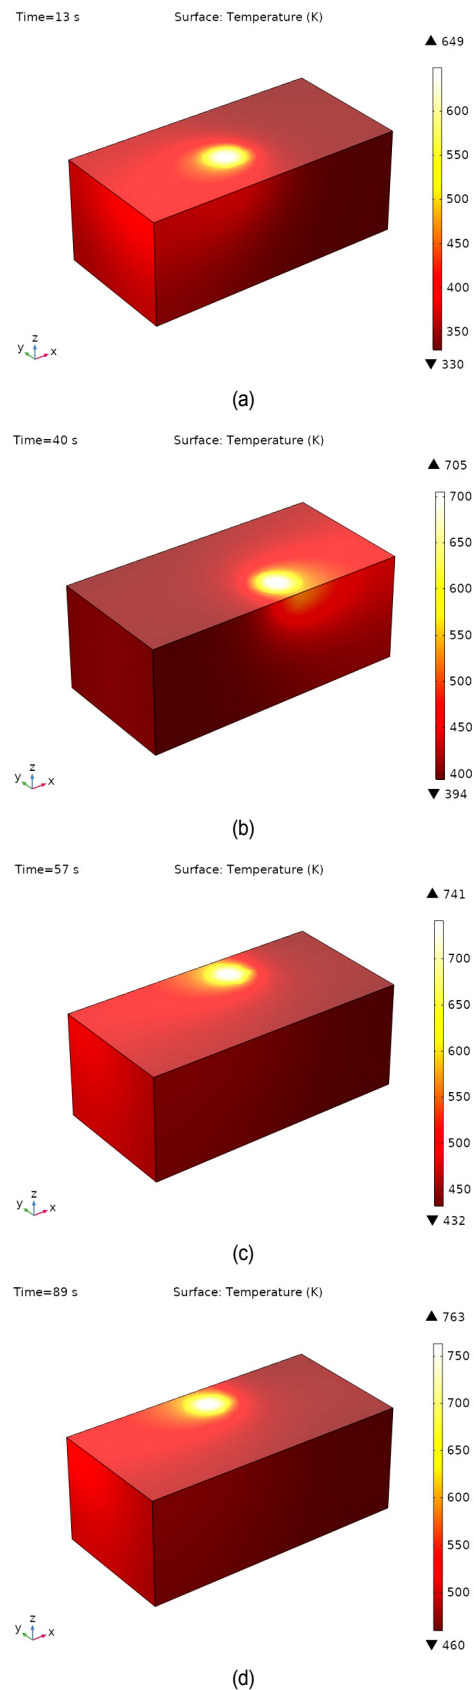 Time=13 s Surface: Temperature (K)
▲ 649
600
550
500
450
400
350
▼ 330
y z x
(a)
Time=40 s Surface: Temperature (K)
▲ 705
700
650
600
550
500
450
400
▼ 394
y z x
(b)
Time=57 s Surface: Temperature (K)
▲ 741
700
650
600
550
500
450
▼ 432
y z x
(c)
Time=89 s Surface: Temperature (K)
▲ 763
750
700
650
600
550
500
▼ 460
y z x
(d)